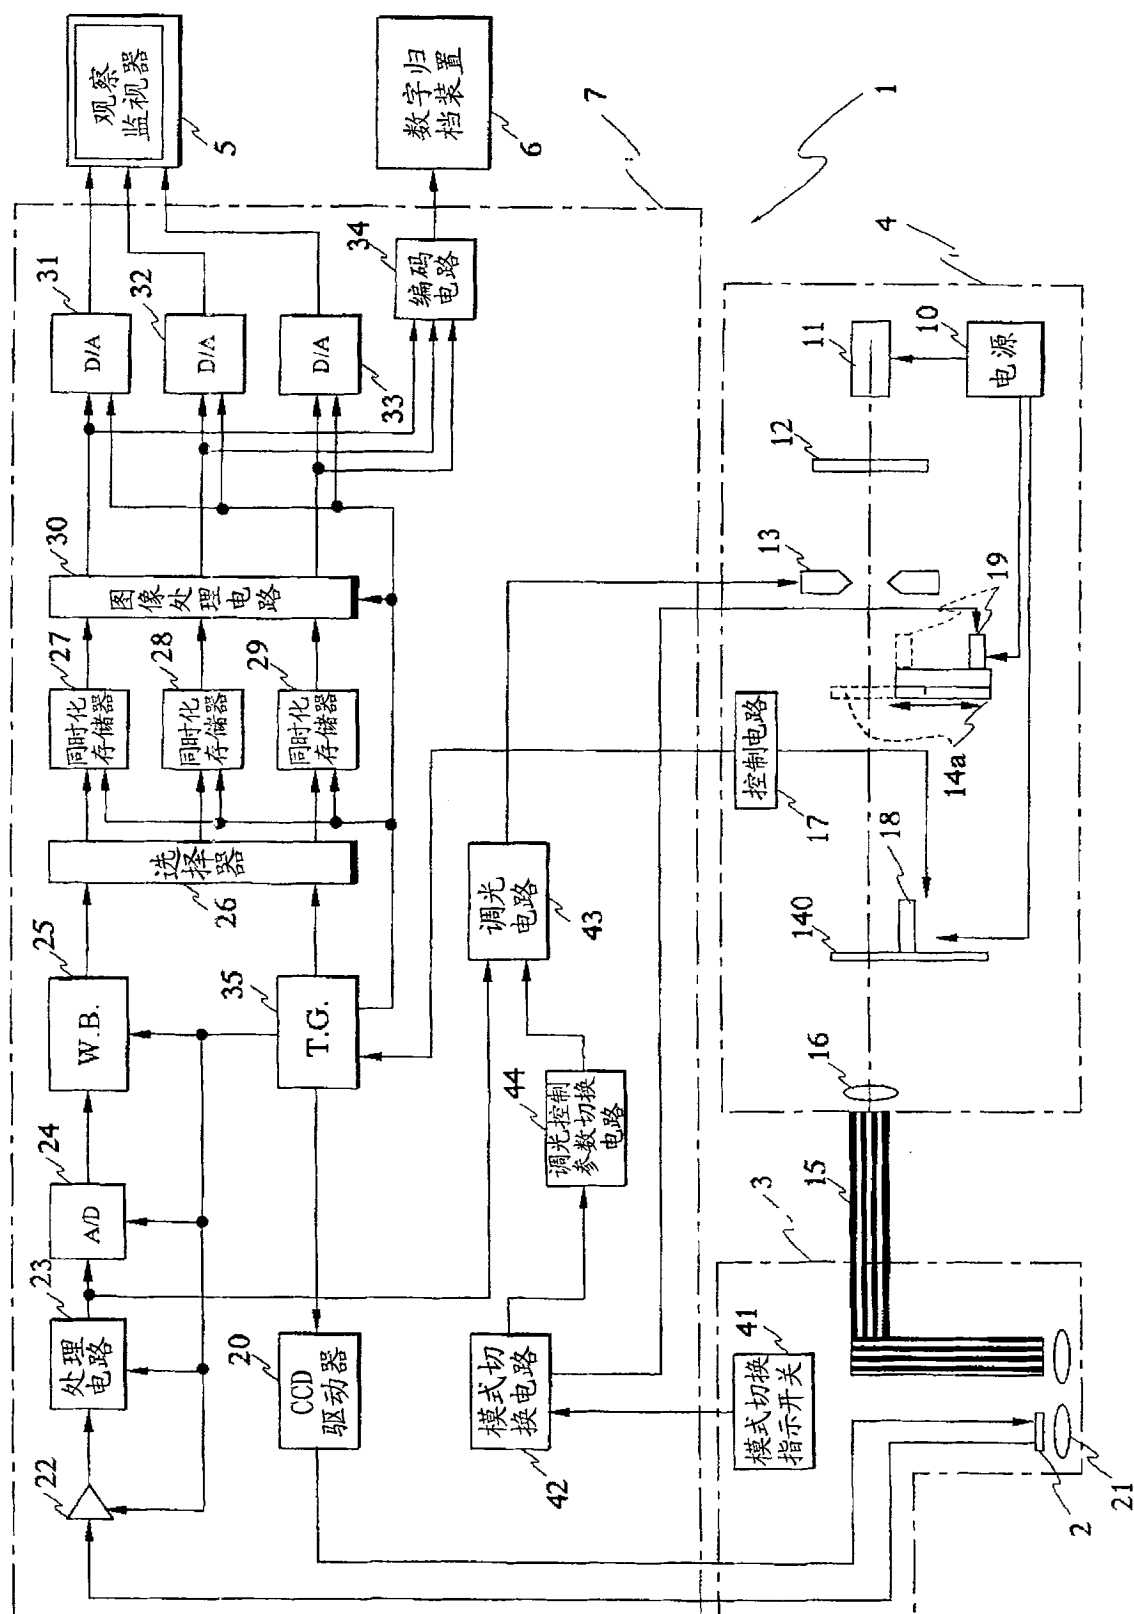 观察
监视器
5
数字归
档装置
6
7
1
31
D/A
32
D/A
D/A
33
34
编码
电路
4
11
10
电源
12
13
19
14a
30
图像处理电路
27
同时化
存储器
28
同时化
存储器
29
同时化
存储器
选择器
26
控制电路
17
18
140
16
25
W.B.
35
T.G.
调光
电路
43
44
调光控制
参数切换
电路
24
A/D
23
处理
电路
22
20
CCD
驱动器
模式切
换电路
42
15
3
41
模式切换
指示开关
2
21